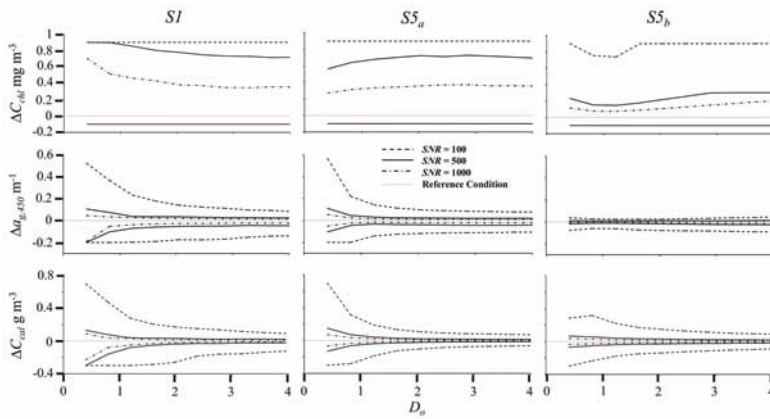 S1 S5a S5b
ΔCchl mg m-3
1
0.8
0.6
0.4
0.2
0
-0.2
Δag,450 m-1
0.6
0.4
0.2
0
-0.2
SNR = 100
SNR = 500
SNR = 1000
Reference Condition
ΔCcal g m-3
0.8
0.4
0
-0.4
0 1 2 3 4 0 1 2 3 4 0 1 2 3 4
Do